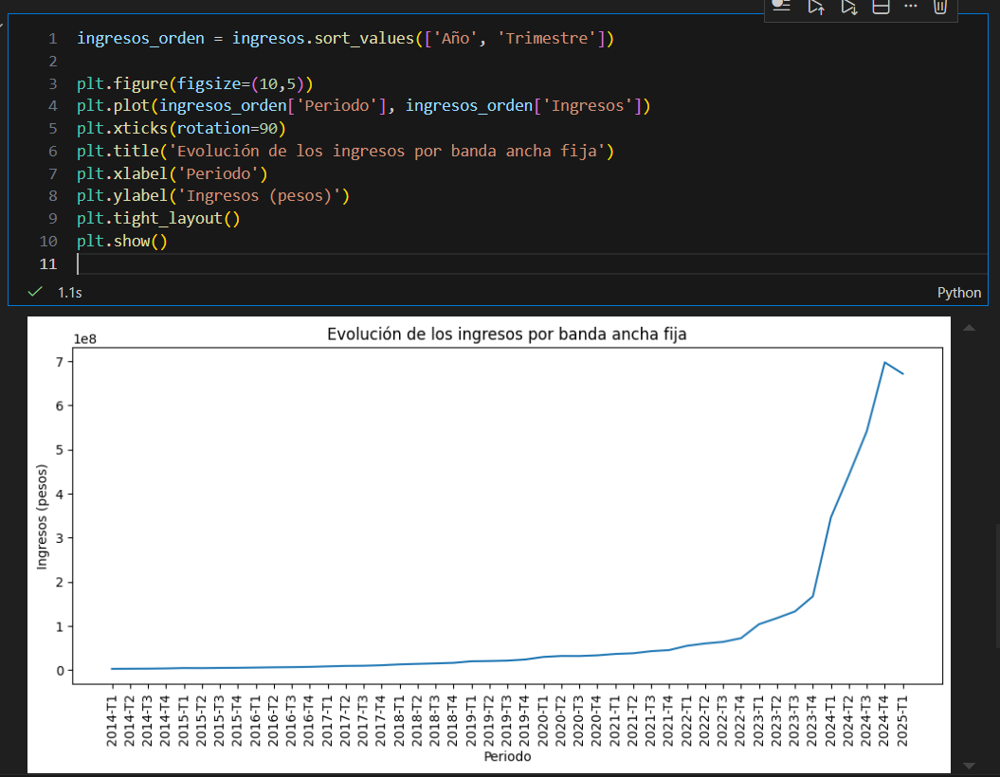 1 ingresos_orden = ingresos.sort_values(['Año', 'Trimestre'])
2
3 plt.figure(figsize=(10,5))
4 plt.plot(ingresos_orden['Periodo'], ingresos_orden['Ingresos'])
5 plt.xticks(rotation=90)
6 plt.title('Evolución de los ingresos por banda ancha fija')
7 plt.xlabel('Periodo')
8 plt.ylabel('Ingresos (pesos)')
9 plt.tight_layout()
10 plt.show()
11
1.1s Python
Evolución de los ingresos por banda ancha fija
1e8
7
6
5
4
3
2
1
0
Ingresos (pesos)
2014-T1
2014-T2
2014-T3
2014-T4
2015-T1
2015-T2
2015-T3
2015-T4
2016-T1
2016-T2
2016-T3
2016-T4
2017-T1
2017-T2
2017-T3
2017-T4
2018-T1
2018-T2
2018-T3
2018-T4
2019-T1
2019-T2
2019-T3
2019-T4
2020-T1
2020-T2
2020-T3
2020-T4
2021-T1
2021-T2
2021-T3
2021-T4
2022-T1
2022-T2
2022-T3
2022-T4
2023-T1
2023-T2
2023-T3
2023-T4
2024-T1
2024-T2
2024-T3
2024-T4
2025-T1
Periodo